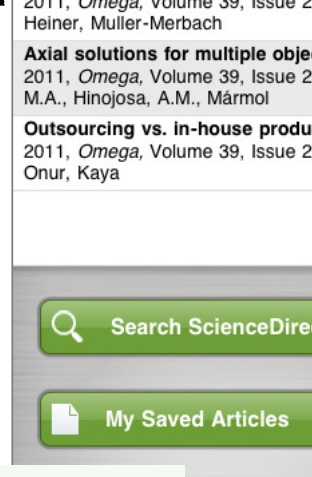 2011, Omega, Volume 39, Issue 2
Heiner, Muller-Merbach
Axial solutions for multiple obje
2011, Omega, Volume 39, Issue 2
M.A., Hinojosa, A.M., Mármol
Outsourcing vs. in-house produ
2011, Omega, Volume 39, Issue 2
Onur, Kaya
Search ScienceDire
My Saved Articles